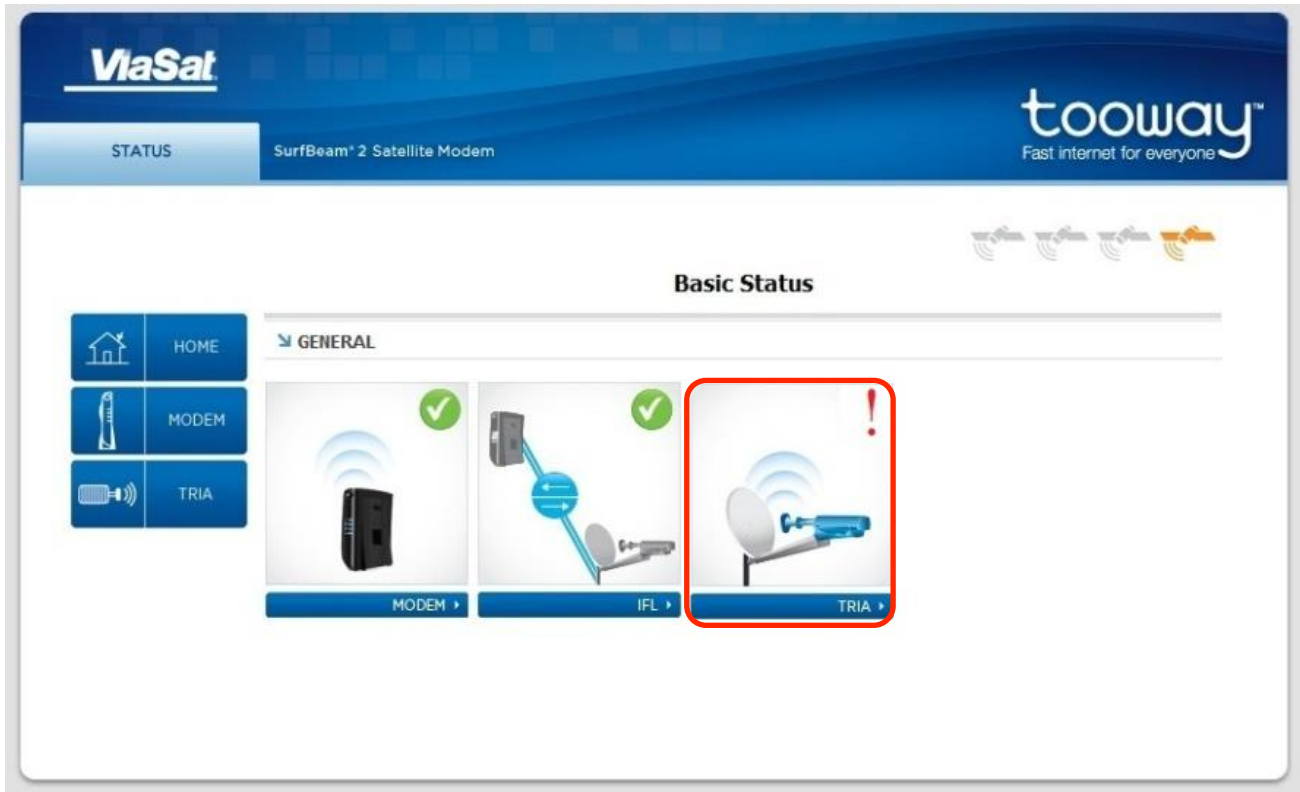 ViaSat
tooway™
Fast internet for everyone
STATUS
SurfBeam® 2 Satellite Modem
Basic Status
HOME
MODEM
TRIA
GENERAL
MODEM
IFL
TRIA